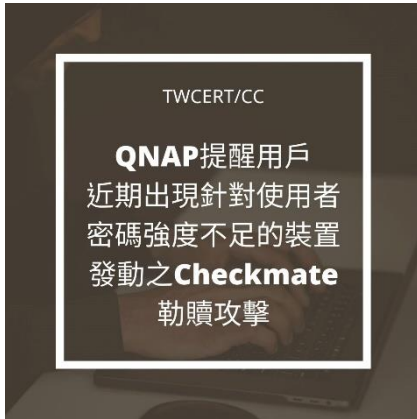 TWCERT/CC
QNAP提醒用戶
近期出現針對使用者
密碼強度不足的裝置
發動之Checkmate
勒贖攻擊